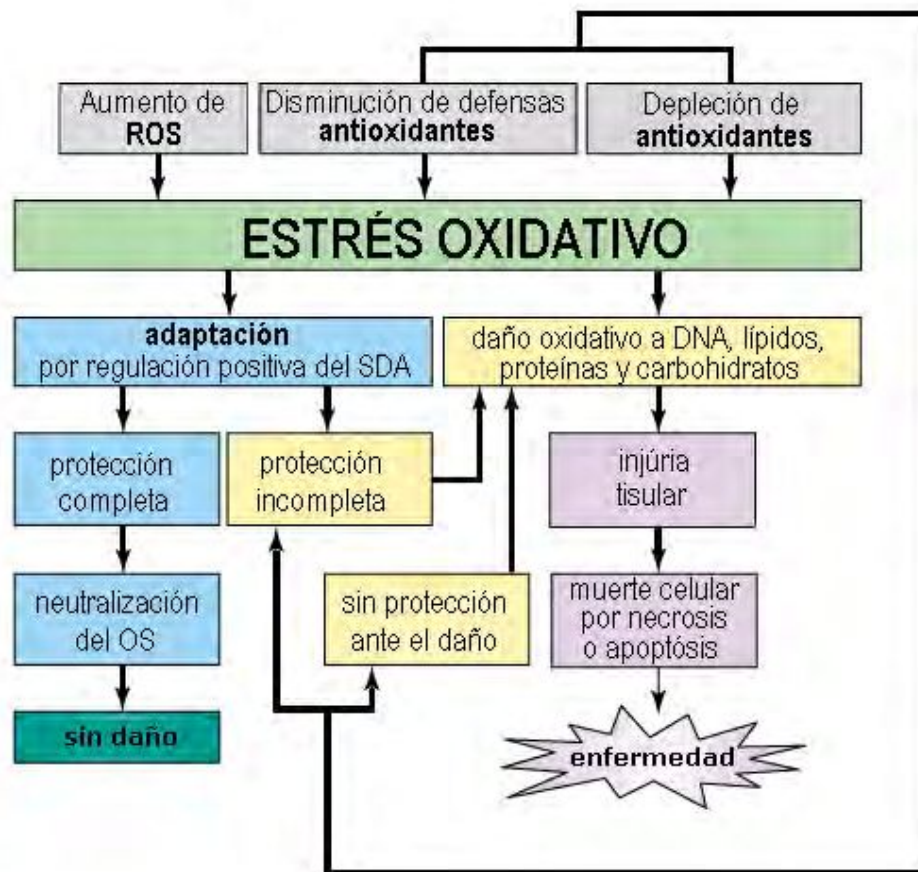 Aumento de
ROS
Disminución de defensas
antioxidantes
Depleción de
antioxidantes
ESTRÉS OXIDATIVO
adaptación
por regulación positiva del SDA
daño oxidativo a DNA, lípidos,
proteínas y carbohidratos
protección
completa
protección
incompleta
injúria
tisular
neutralización
del OS
sin protección
ante el daño
muerte celular
por necrosis
o apoptósis
sin daño
enfermedad